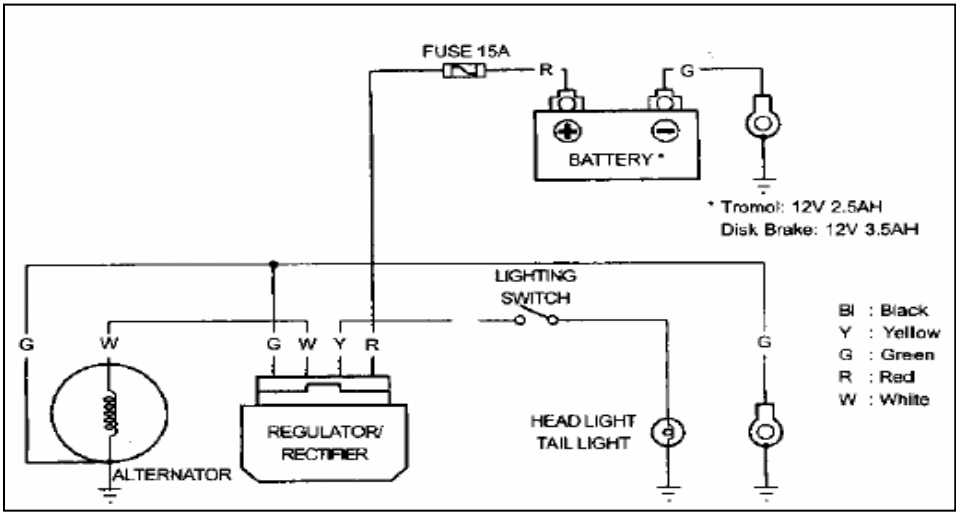 FUSE 15A
R
G
BATTERY *
* Tromol: 12V 2.5AH
Disk Brake: 12V 3.5AH
LIGHTING
SWITCH
Bl : Black
Y : Yellow
G : Green
R : Red
W : White
G
W
G W Y R
G
REGULATOR/
RECTIFIER
HEAD LIGHT
TAIL LIGHT
ALTERNATOR